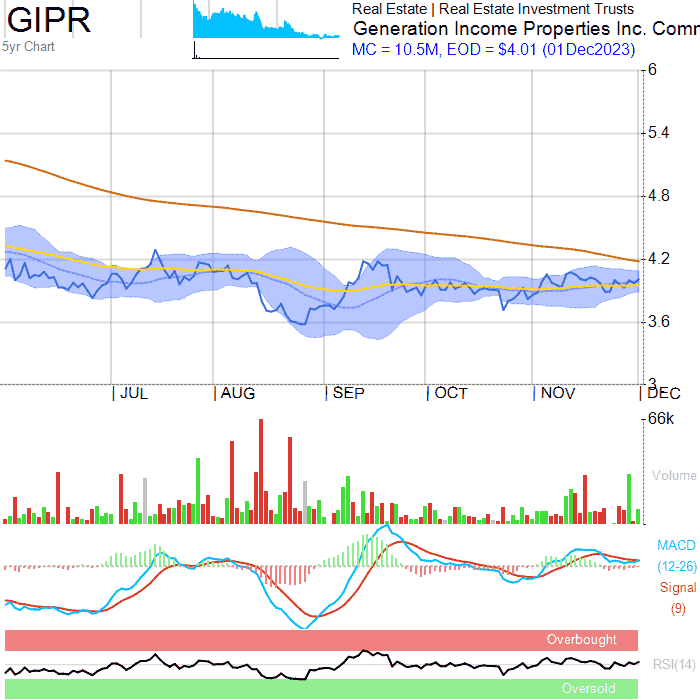 GIPR
5yr Chart
Real Estate | Real Estate Investment Trusts
Generation Income Properties Inc. Comm
MC = 10.5M, EOD = $4.01 (01Dec2023)
6
5.4
4.8
4.2
3.6
3
JUL AUG SEP OCT NOV DEC
66k
Volume
MACD
(12-26)
Signal
(9)
Overbought
RSI(14)
Oversold